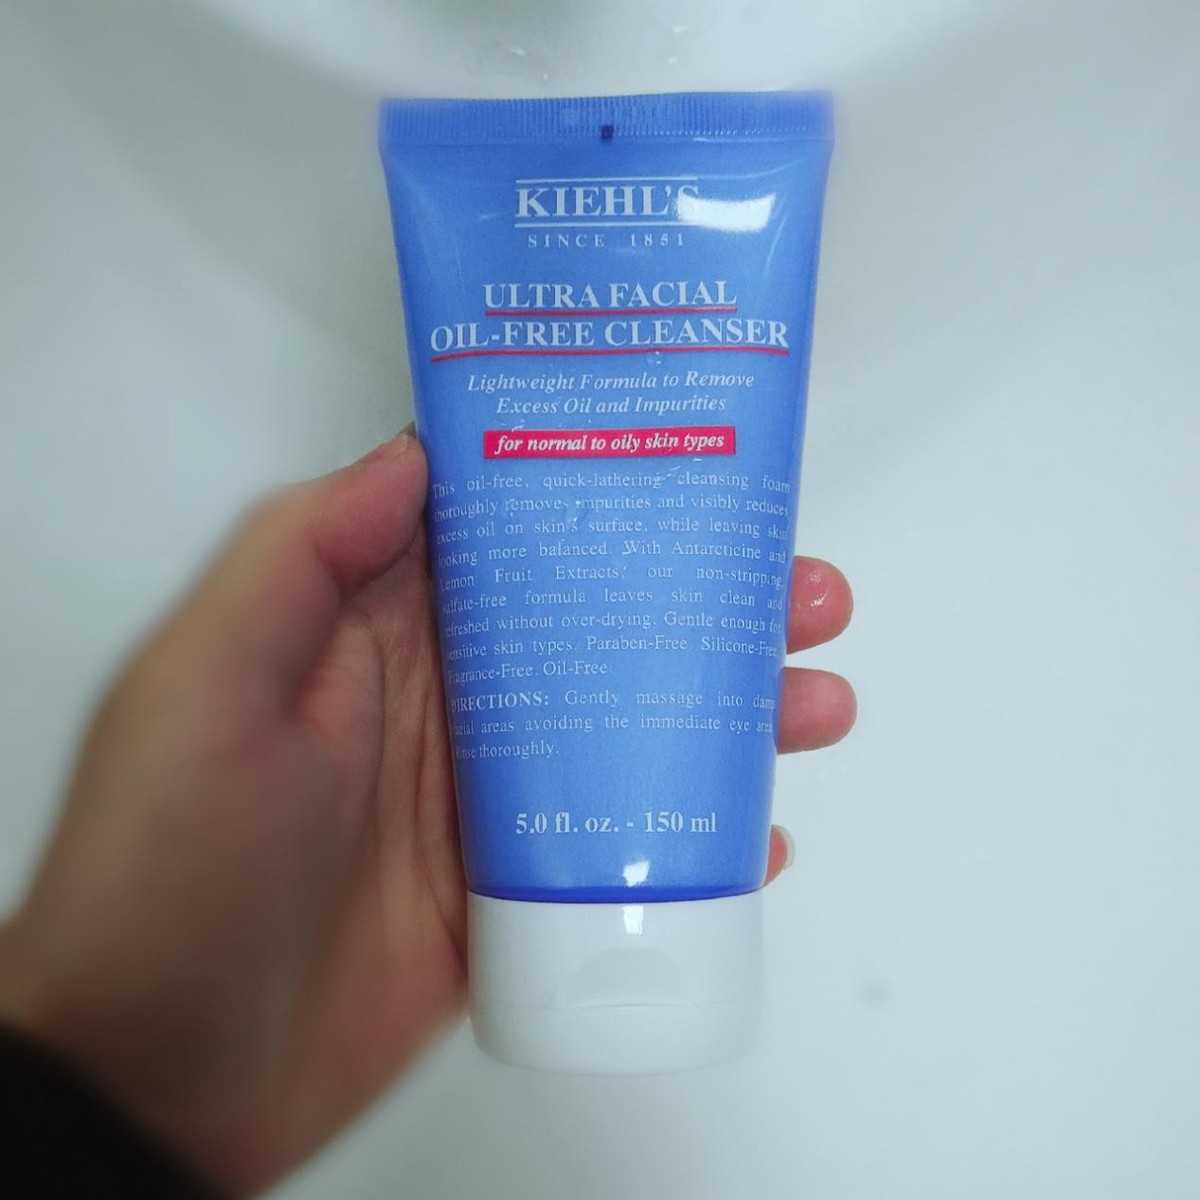 KIEHL'S
SINCE 1851
ULTRA FACIAL
OIL-FREE CLEANSER
Lightweight Formula to Remove
Excess Oil and Impurities
for normal to oily skin types
This oil-free, quick-lathering cleansing foam
thoroughly removes impurities and visibly reduces
excess oil on skin's surface, while leaving skin
looking more balanced. With Antarcticine and
Lemon Fruit Extracts, our non-stripping,
sulfate-free formula leaves skin clean and
refreshed without over-drying. Gentle enough for
sensitive skin types. Paraben-Free. Silicone-Free.
Fragrance-Free. Oil-Free.
DIRECTIONS: Gently massage into damp
facial areas avoiding the immediate eye area.
Rinse thoroughly.
5.0 fl. oz. - 150 ml